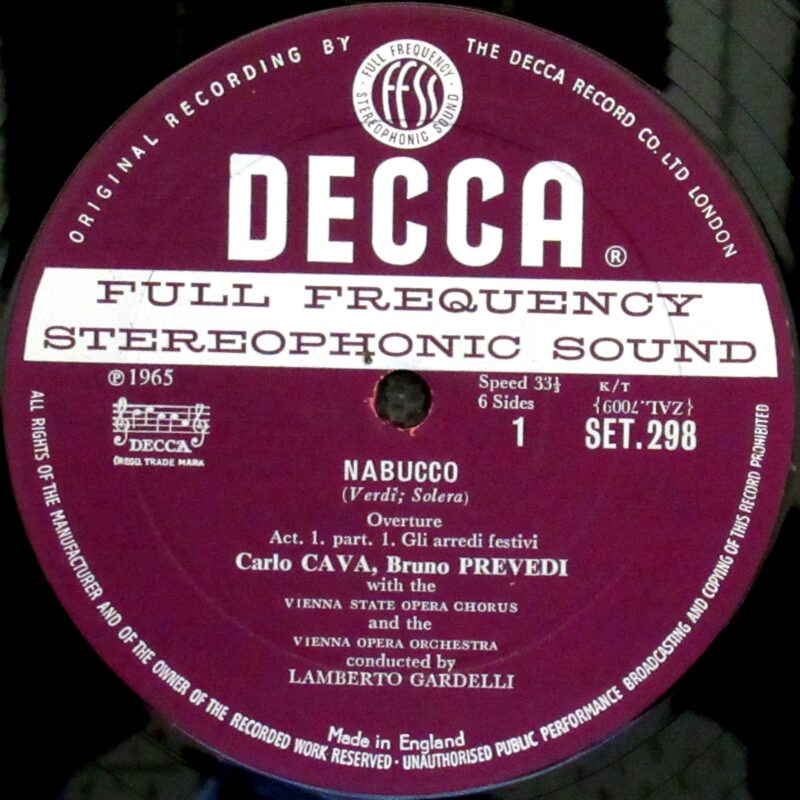 ORIGINAL RECORDING BY
THE DECCA RECORD CO. LTD LONDON
· FULL FREQUENCY ·
STEREOPHONIC SOUND
FFSS
DECCA ®
FULL FREQUENCY
STEREOPHONIC SOUND
℗ 1965
DECCA
(REGD. TRADE MARK
Speed 33⅓
6 Sides
1
K/T
{ZAL.7009}
SET.298
NABUCCO
(Verdi; Solera)
Overture
Act. 1. part. 1. Gli arredi festivi
Carlo CAVA, Bruno PREVEDI
with the
VIENNA STATE OPERA CHORUS
and the
VIENNA OPERA ORCHESTRA
conducted by
LAMBERTO GARDELLI
Made in England
ALL RIGHTS OF THE MANUFACTURER AND OF THE OWNER OF THE RECORDED WORK RESERVED · UNAUTHORISED PUBLIC PERFORMANCE BROADCASTING AND COPYING OF THIS RECORD PROHIBITED